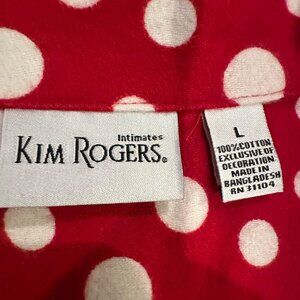 Intimates
KIM ROGERS®
L
100%COTTON
EXCLUSIVE OF
DECORATION
MADE IN
BANGLADESH
RN 31104